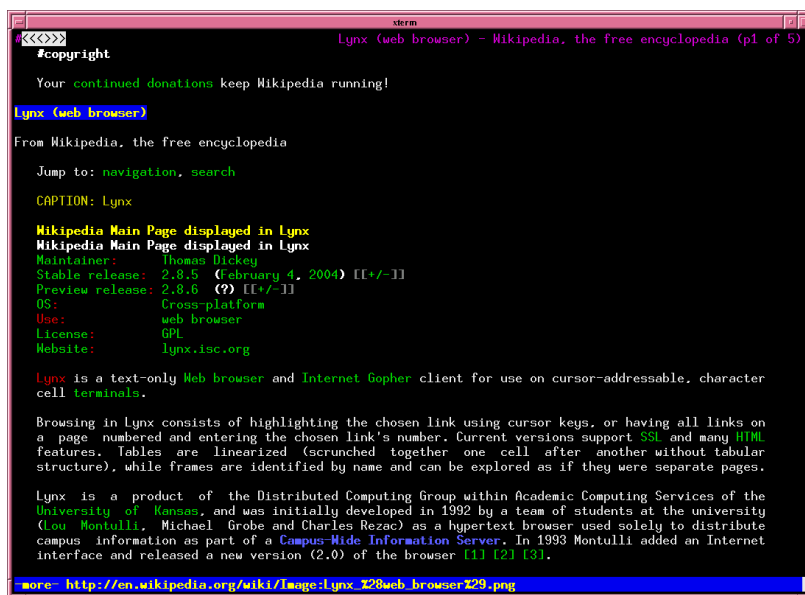 xterm
#<<<>>> Lynx (web browser) - Wikipedia, the free encyclopedia (p1 of 5)
#copyright
Your continued donations keep Wikipedia running!
Lynx (web browser)
From Wikipedia, the free encyclopedia
Jump to: navigation, search
CAPTION: Lynx
Wikipedia Main Page displayed in Lynx
Wikipedia Main Page displayed in Lynx
Maintainer: Thomas Dickey
Stable release: 2.8.5 (February 4, 2004) [[+/-]]
Preview release: 2.8.6 (?) [[+/-]]
OS: Cross-platform
Use: web browser
License: GPL
Website: lynx.isc.org
Lynx is a text-only Web browser and Internet Gopher client for use on cursor-addressable, character
cell terminals.
Browsing in Lynx consists of highlighting the chosen link using cursor keys, or having all links on
a page numbered and entering the chosen link's number. Current versions support SSL and many HTML
features. Tables are linearized (scrunched together one cell after another without tabular
structure), while frames are identified by name and can be explored as if they were separate pages.
Lynx is a product of the Distributed Computing Group within Academic Computing Services of the
University of Kansas, and was initially developed in 1992 by a team of students at the university
(Lou Montulli, Michael Grobe and Charles Rezac) as a hypertext browser used solely to distribute
campus information as part of a Campus-Wide Information Server. In 1993 Montulli added an Internet
interface and released a new version (2.0) of the browser [1] [2] [3].
-more- http://en.wikipedia.org/wiki/Image:Lynx_%28web_browser%29.png